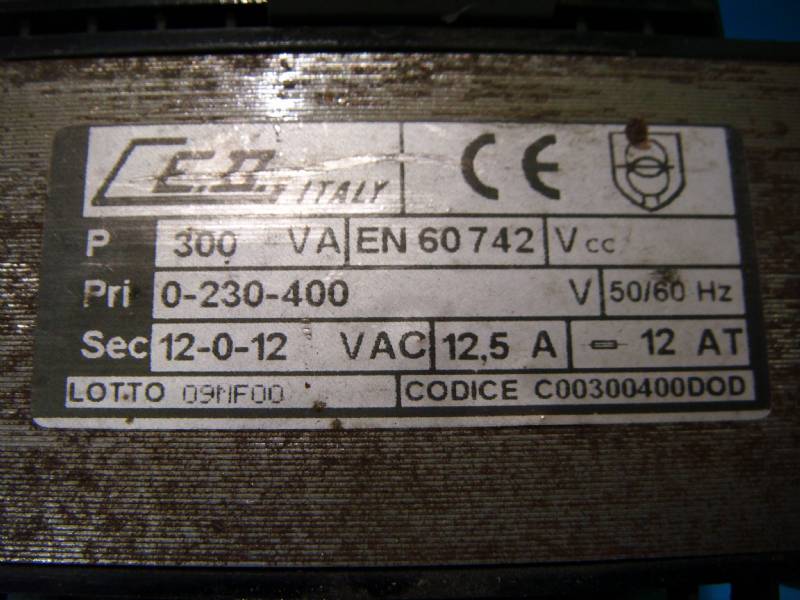 C.E.B. ITALY CE
P 300 VA EN 60742 Vcc
Pri 0-230-400 V 50/60 Hz
Sec 12-0-12 VAC 12,5 A 12 AT
LOTTO 09NF00 CODICE C00300400DOD